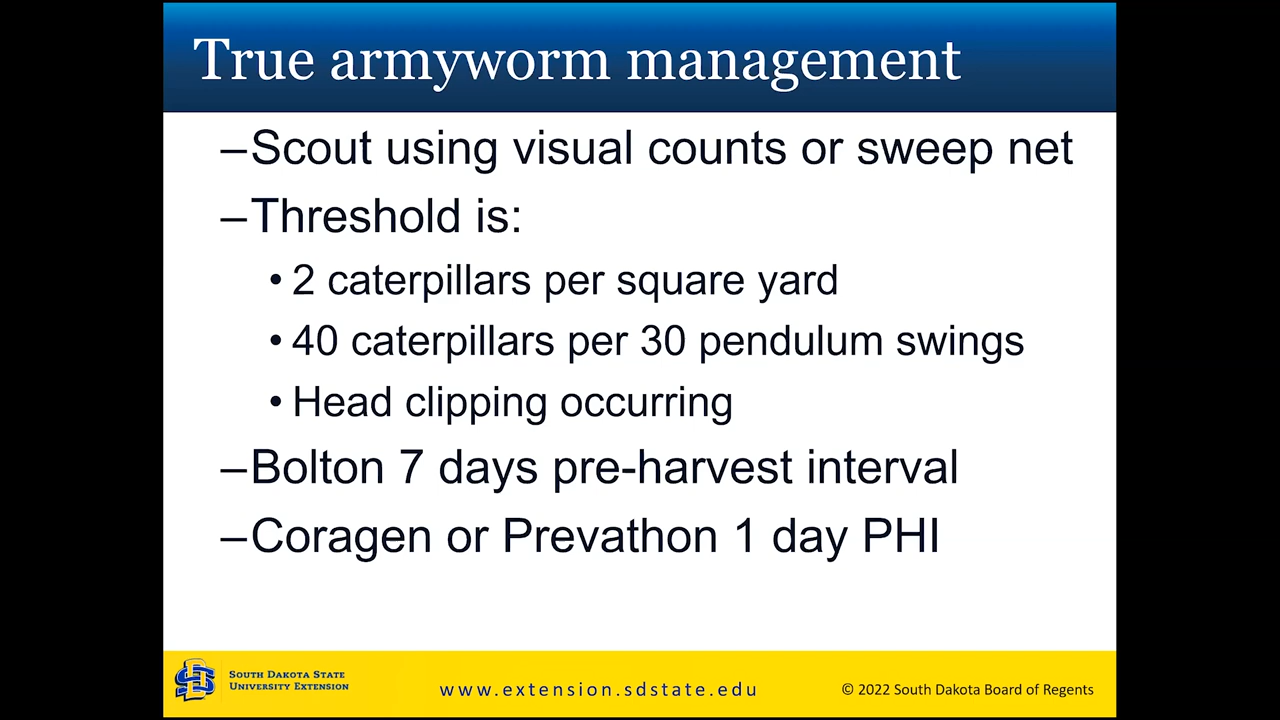 True armyworm management
–Scout using visual counts or sweep net
–Threshold is:
• 2 caterpillars per square yard
• 40 caterpillars per 30 pendulum swings
• Head clipping occurring
–Bolton 7 days pre-harvest interval
–Coragen or Prevathon 1 day PHI
SOUTH DAKOTA STATE
UNIVERSITY EXTENSION
www.extension.sdstate.edu
© 2022 South Dakota Board of Regents